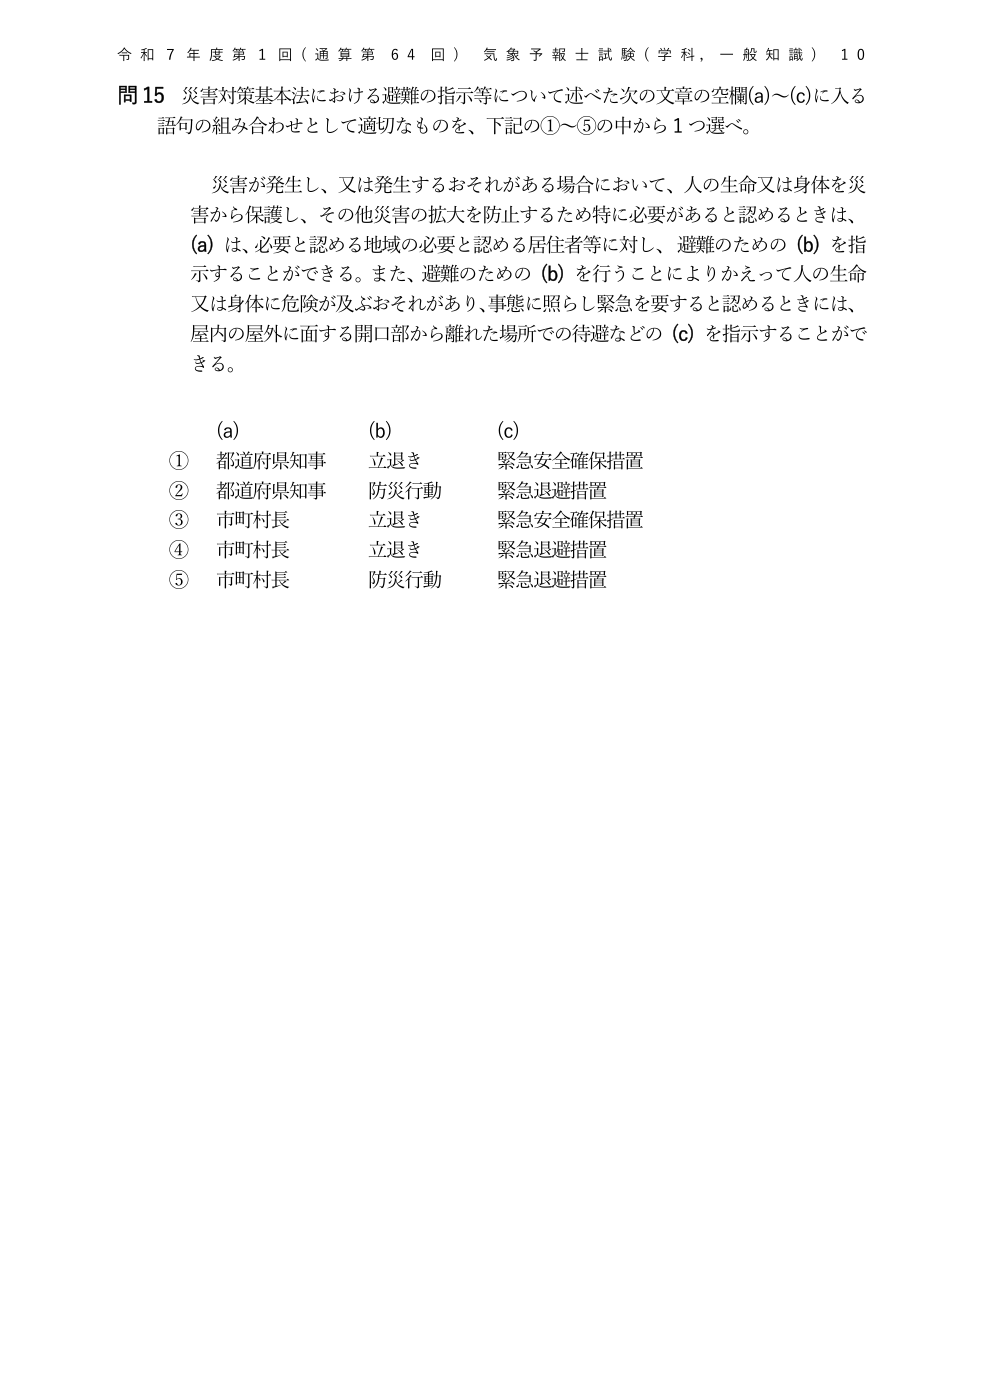 令和7年度第1回(通算第64回) 気象予報士試験(学科, 一般知識) 10
問15 災害対策基本法における避難の指示等について述べた次の文章の空欄(a)～(c)に入る
語句の組み合わせとして適切なものを、下記の①～⑤の中から1つ選べ。
災害が発生し、又は発生するおそれがある場合において、人の生命又は身体を災
害から保護し、その他災害の拡大を防止するため特に必要があると認めるときは、
(a) は、必要と認める地域の必要と認める居住者等に対し、避難のための (b) を指
示することができる。また、避難のための (b) を行うことによりかえって人の生命
又は身体に危険が及ぶおそれがあり、事態に照らし緊急を要すると認めるときには、
屋内の屋外に面する開口部から離れた場所での待避などの (c) を指示することがで
きる。
(a) (b) (c)
① 都道府県知事 立退き 緊急安全確保措置
② 都道府県知事 防災行動 緊急退避措置
③ 市町村長 立退き 緊急安全確保措置
④ 市町村長 立退き 緊急退避措置
⑤ 市町村長 防災行動 緊急退避措置